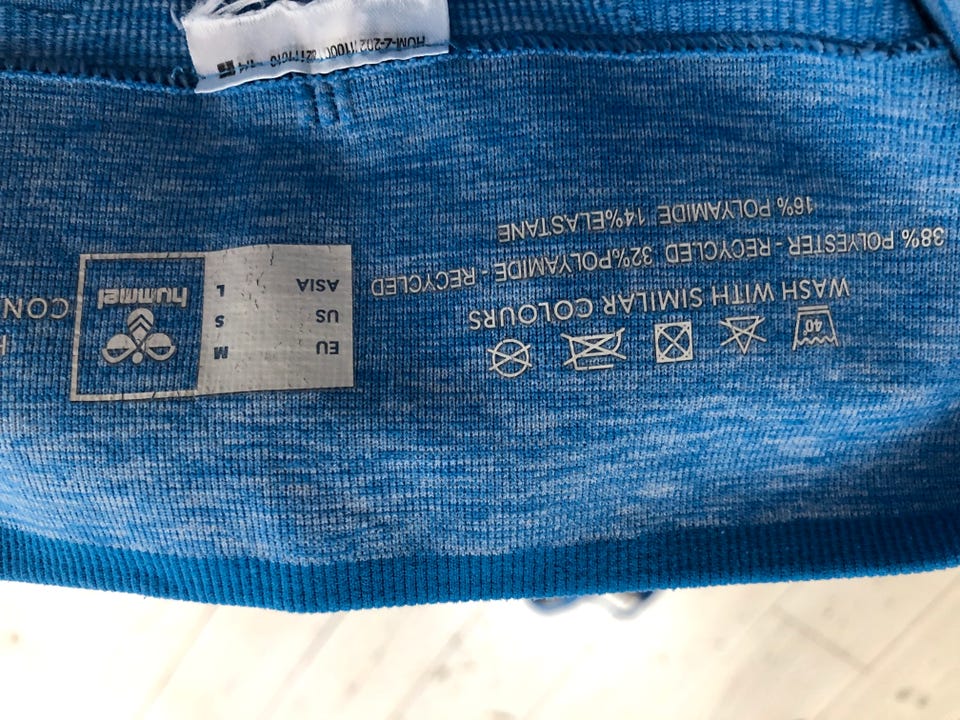 40
WASH WITH SIMILAR COLOURS
38% POLYESTER - RECYCLED 32%POLYAMIDE - RECYCLED
16% POLYAMIDE 14%ELASTANE
EU M
US S
ASIA L
hummel
CON